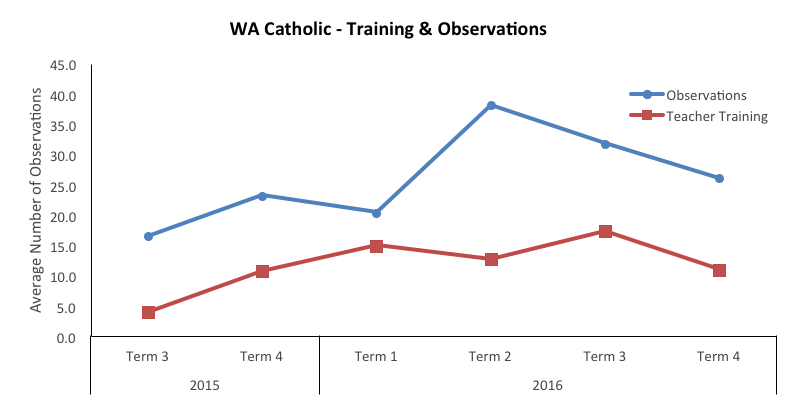 WA Catholic - Training & Observations
45.0
40.0
35.0
30.0
25.0
20.0
15.0
10.0
5.0
0.0
Average Number of Observations
Observations
Teacher Training
Term 3 Term 4 Term 1 Term 2 Term 3 Term 4
2015 2016